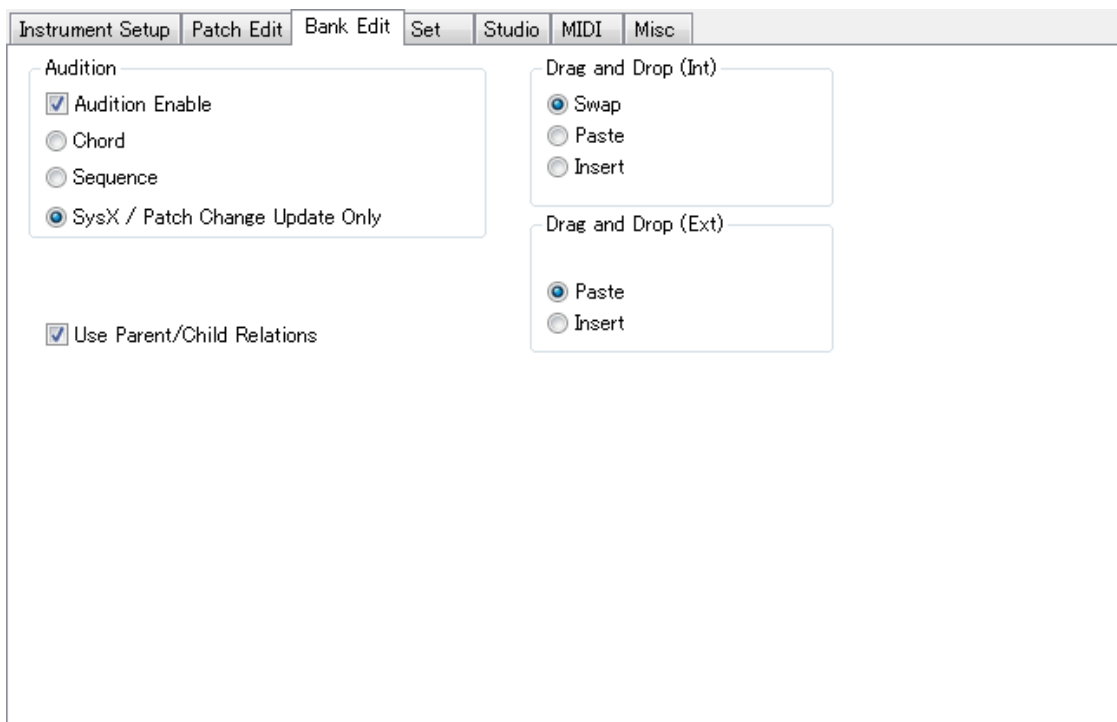 Instrument Setup Patch Edit Bank Edit Set Studio MIDI Misc
Audition
Audition Enable
Chord
Sequence
SysX / Patch Change Update Only
Use Parent/Child Relations
Drag and Drop (Int)
Swap
Paste
Insert
Drag and Drop (Ext)
Paste
Insert